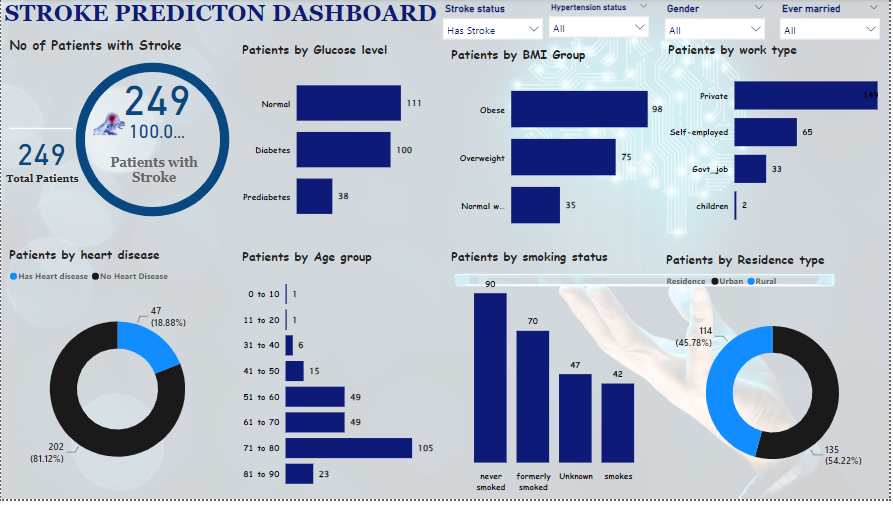 STROKE PREDICTON DASHBOARD
Stroke status
Has Stroke
Hypertension status
All
Gender
All
Ever married
All
No of Patients with Stroke
249
100.0...
Patients with
Stroke
249
Total Patients
Patients by Glucose level
Normal 111
Diabetes 100
Prediabetes 38
Patients by BMI Group
Obese 98
Overweight 75
Normal w... 35
Patients by work type
Private 149
Self-employed 65
Govt_job 33
children 2
Patients by heart disease
Has Heart disease No Heart Disease
47
(18.88%)
202
(81.12%)
Patients by Age group
0 to 10 1
11 to 20 1
31 to 40 6
41 to 50 15
51 to 60 49
61 to 70 49
71 to 80 105
81 to 90 23
Patients by smoking status
90
70
47
42
never
smoked
formerly
smoked
Unknown
smokes
Patients by Residence type
Residence Urban Rural
114
(45.78%)
135
(54.22%)